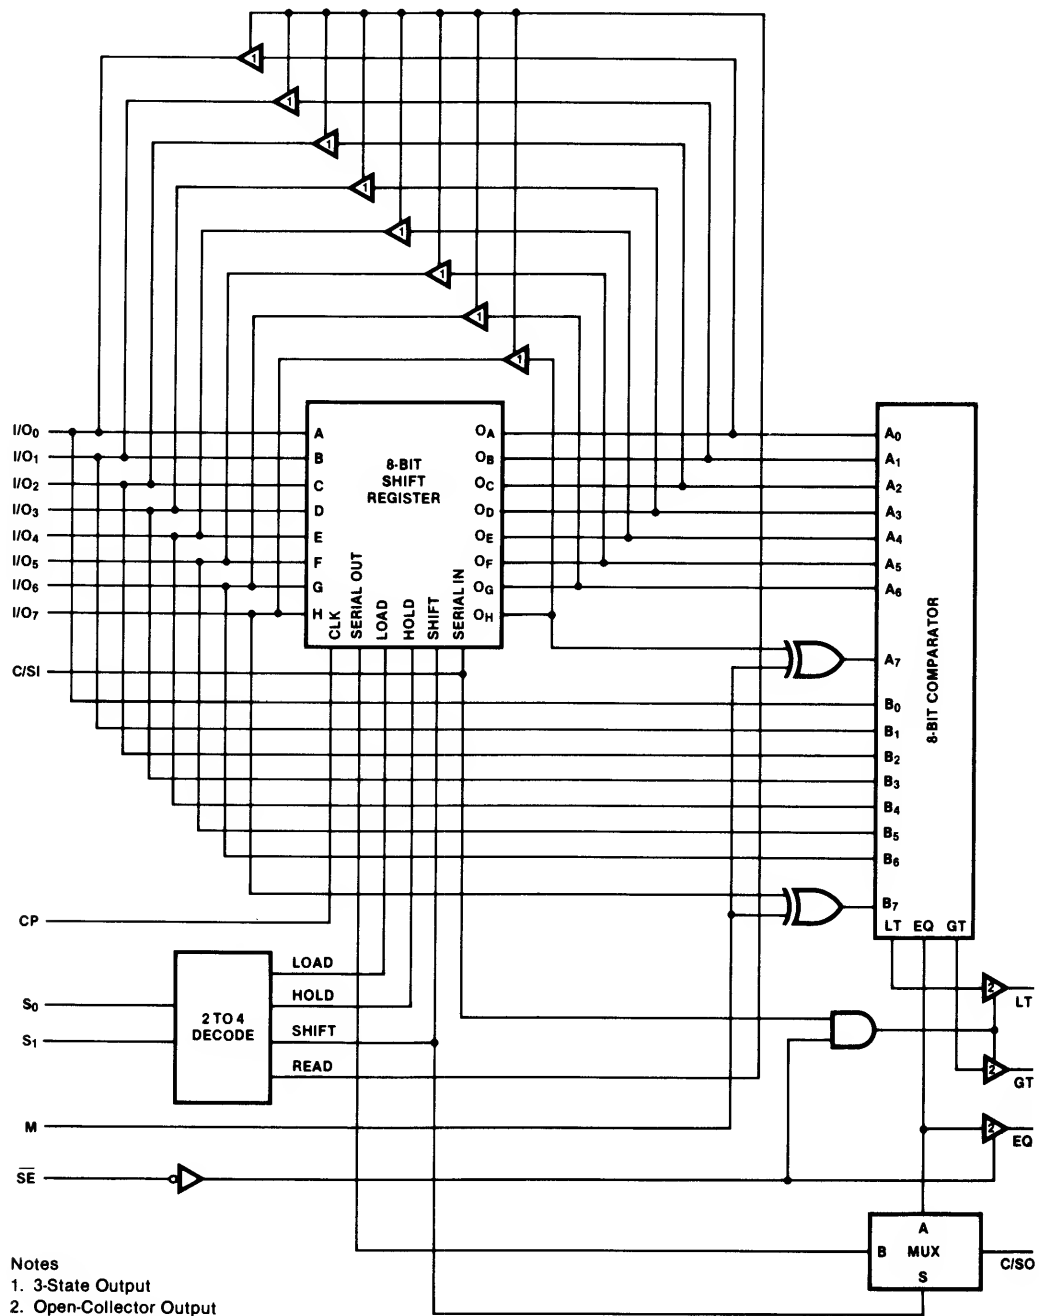 1
1
1
1
1
1
1
1
I/O0
I/O1
I/O2
I/O3
I/O4
I/O5
I/O6
I/O7
C/SI
A
B
C
D
E
F
G
H
8-BIT
SHIFT
REGISTER
OA
OB
OC
OD
OE
OF
OG
OH
CLK
SERIAL OUT
LOAD
HOLD
SHIFT
SERIAL IN
A0
A1
A2
A3
A4
A5
A6
A7
B0
B1
B2
B3
B4
B5
B6
B7
8-BIT COMPARATOR
LT EQ GT
CP
S0
S1
2 TO 4
DECODE
LOAD
HOLD
SHIFT
READ
M
SE
2
LT
2
GT
2
EQ
A
B MUX
S
C/SO
Notes
1. 3-State Output
2. Open-Collector Output